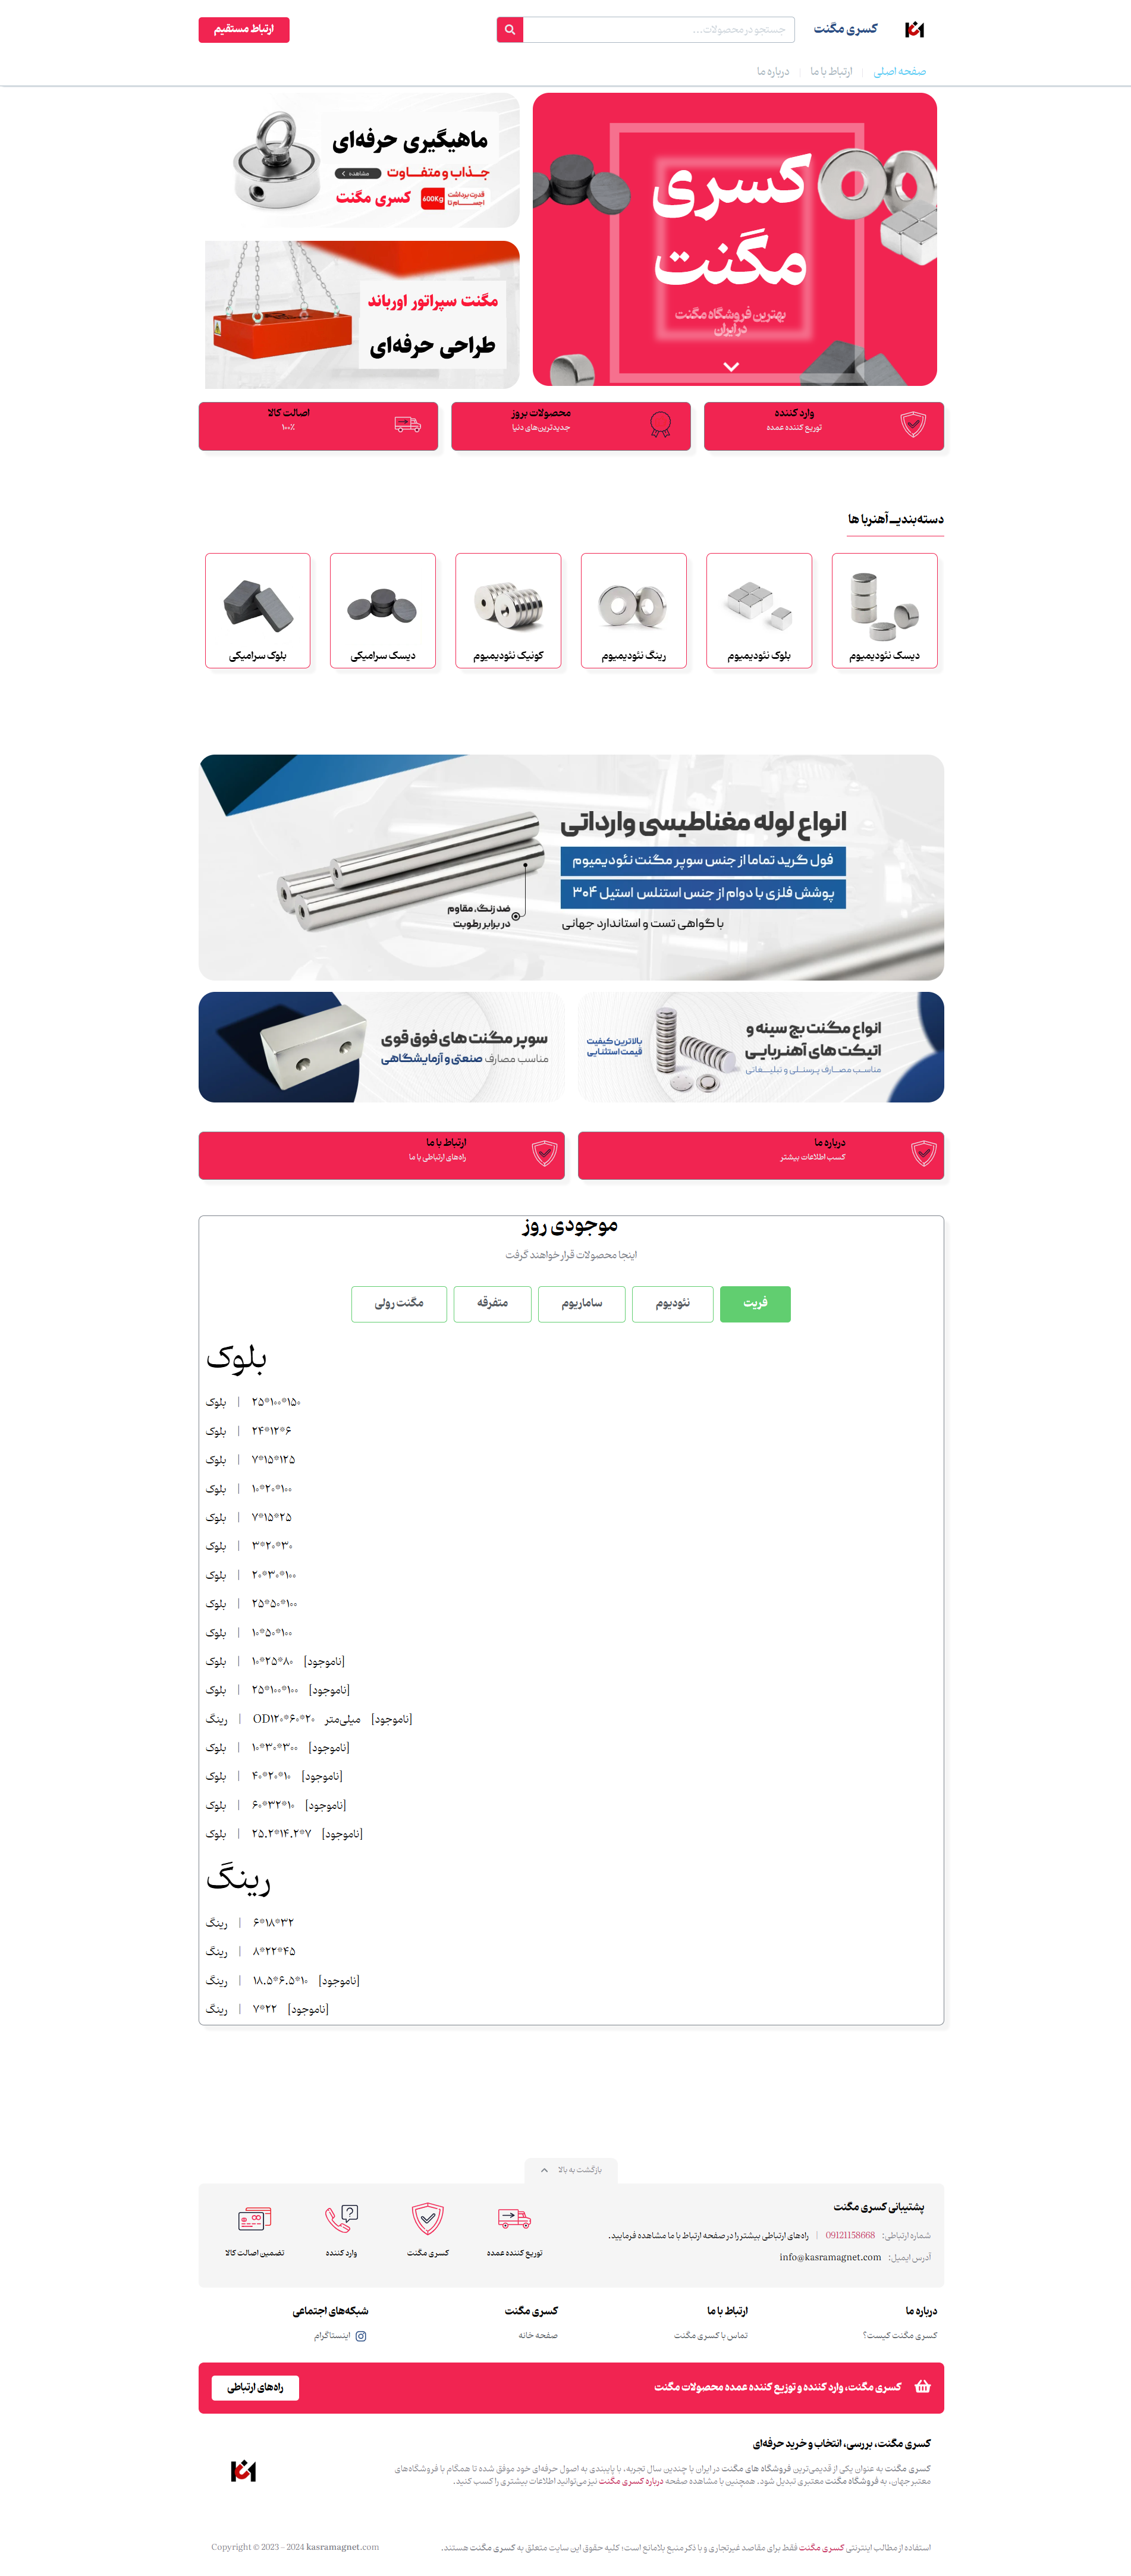 کسری مگنت
جستجو در محصولات...
ارتباط مستقیم
صفحه اصلی
ارتباط با ما
درباره ما
کسری
مگنت
بهترین فروشگاه مگنت
در ایران
ماهیگیری حرفه‌ای
جـذاب و متفـــاوت
مشاهده
قدرت برداشت
اجســـام تا
600Kg
کسری مگنت
مگنت سپراتور اورباند
طراحی حرفه‌ای
وارد کننده
توزیع کننده عمده
محصولات بروز
جدیدترین‌های دنیا
اصالت کالا
۱۰۰٪
دسته‌بندیـــ آهنربا ها
دیسک نئودیمیوم
بلوک نئودیمیوم
رینگ نئودیمیوم
کونیک نئودیمیوم
دیسک سرامیکی
بلوک سرامیکی
انواع لوله مغناطیسی وارداتی
فول گرید تماما از جنس سوپر مگنت نئودیمیوم
پوشش فلزی با دوام از جنس استنلس استیل ۳۰۴
با گواهی تست و استاندارد جهانی
ضد زنگ، مقاوم
در برابر رطوبت
انواع مگنت بج سینه و
اتیکت های آهنـربایـی
مناسـب مصــارف پـرسنــلی و تبلیــغاتی
بالاترین کیفیت
قیمت استثنـایی
سوپر مگنت های فوق قوی
مناسب مصارف صنعتی و آزمایشگاهی
درباره ما
کسب اطلاعات بیشتر
ارتباط با ما
راه‌های ارتباطی با ما
موجودی روز
اینجا محصولات قرار خواهند گرفت
فریت
نئودیوم
ساماریوم
متفرقه
مگنت رولی
بلوک
بلوک | ۲۵*۱۰۰*۱۵۰
بلوک | ۲۴*۱۲*۶
بلوک | ۷*۱۵*۱۲۵
بلوک | ۱۰*۲۰*۱۰۰
بلوک | ۷*۱۵*۲۵
بلوک | ۳*۲۰*۳۰
بلوک | ۲۰*۳۰*۱۰۰
بلوک | ۲۵*۵۰*۱۰۰
بلوک | ۱۰*۵۰*۱۰۰
بلوک | ۱۰*۲۵*۸۰ [ناموجود]
بلوک | ۲۵*۱۰۰*۱۰۰ [ناموجود]
رینگ | OD۱۲۰*۶۰*۲۰ میلی‌متر [ناموجود]
بلوک | ۱۰*۳۰*۳۰۰ [ناموجود]
بلوک | ۴۰*۲۰*۱۰ [ناموجود]
بلوک | ۶۰*۳۲*۱۰ [ناموجود]
بلوک | ۲۵.۲*۱۴.۲*۷ [ناموجود]
رینگ
رینگ | ۶*۱۸*۳۲
رینگ | ۸*۲۲*۴۵
رینگ | ۱۸.۵*۶.۵*۱۰ [ناموجود]
رینگ | ۷*۲۲ [ناموجود]
بازگشت به بالا
پشتیبانی کسری مگنت
شماره ارتباطی: 09121158668 | راه‌های ارتباطی بیشتر را در صفحه ارتباط با ما مشاهده فرمایید.
آدرس ایمیل: info@kasramagnet.com
توزیع کننده عمده
کسری مگنت
وارد کننده
تضمین اصالت کالا
درباره ما
کسری مگنت کیست؟
ارتباط با ما
تماس با کسری مگنت
کسری مگنت
صفحه خانه
شبکه‌های اجتماعی
اینستاگرام
کسری مگنت، وارد کننده و توزیع کننده عمده محصولات مگنت
راه‌های ارتباطی
کسری مگنت، بررسی، انتخاب و خرید حرفه‌ای
کسری مگنت به عنوان یکی از قدیمی‌ترین فروشگاه های مگنت در ایران با چندین سال تجربه، با پایبندی به اصول حرفه‌ای خود موفق شده تا همگام با فروشگاه‌های
معتبر جهان، به فروشگاه مگنت معتبری تبدیل شود. همچنین با مشاهده صفحه درباره کسری مگنت نیز می‌توانید اطلاعات بیشتری را کسب کنید.
استفاده از مطالب اینترنتی کسری مگنت فقط برای مقاصد غیرتجاری و با ذکر منبع بلامانع است؛ کلیه حقوق این سایت متعلق به کسری مگنت هستند.
Copyright © 2023 – 2024 kasramagnet.com